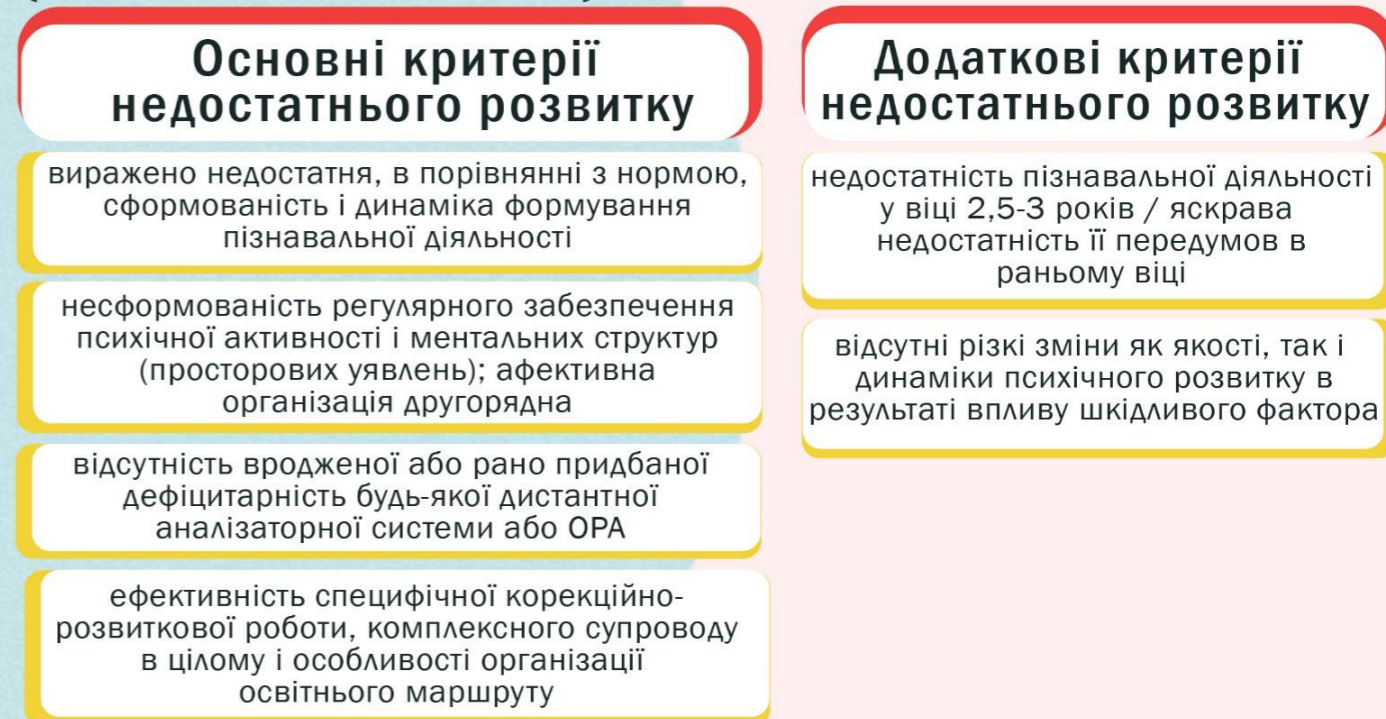 Основні критерії
недостатнього розвитку
виражено недостатня, в порівнянні з нормою,
сформованість і динаміка формування
пізнавальної діяльності
несформованість регулярного забезпечення
психічної активності і ментальних структур
(просторових уявлень); афективна
організація другорядна
відсутність вродженої або рано придбаної
дефіцитарність будь-якої дистантної
аналізаторної системи або ОРА
ефективність специфічної корекційно-
розвиткової роботи, комплексного супроводу
в цілому і особливості організації
освітнього маршруту
Додаткові критерії
недостатнього розвитку
недостатність пізнавальної діяльності
у віці 2,5-3 років / яскрава
недостатність її передумов в
раньому віці
відсутні різкі зміни як якості, так і
динаміки психічного розвитку в
результаті впливу шкідливого фактора